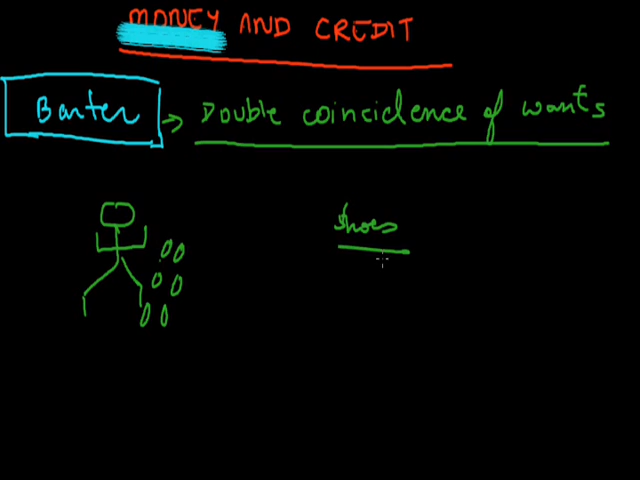 MONEY AND CREDIT
Barter → Double coincidence of wants
Shoes